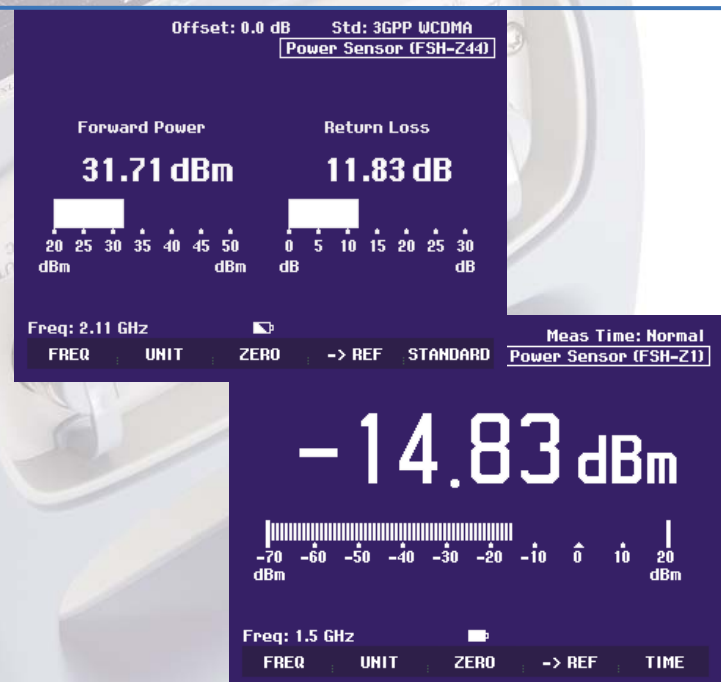 Offset: 0.0 dB Std: 3GPP WCDMA
Power Sensor (FSH-Z44)
Forward Power Return Loss
31.71 dBm 11.83 dB
20 25 30 35 40 45 50 0 5 10 15 20 25 30
dBm dBm dB dB
Freq: 2.11 GHz
FREQ UNIT ZERO -> REF STANDARD
Meas Time: Normal
Power Sensor (FSH-Z1)
-14.83 dBm
-70 -60 -50 -40 -30 -20 -10 0 10 20
dBm dBm
Freq: 1.5 GHz
FREQ UNIT ZERO -> REF TIME